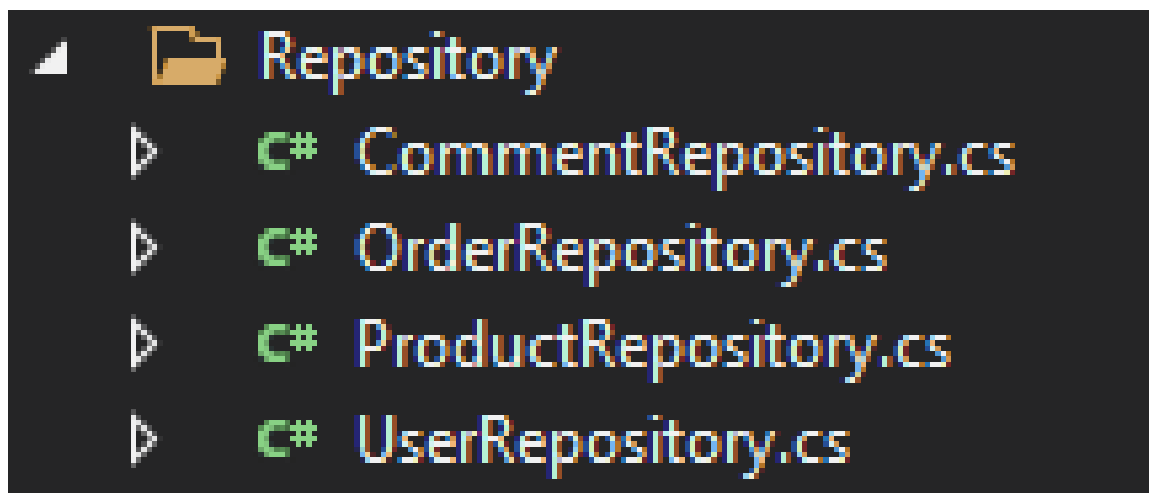 Repository
C# CommentRepository.cs
C# OrderRepository.cs
C# ProductRepository.cs
C# UserRepository.cs